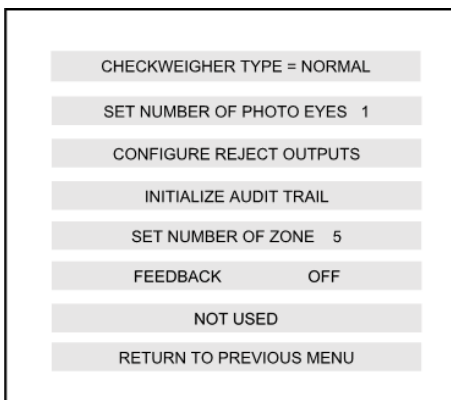 CHECKWEIGHER TYPE = NORMAL
SET NUMBER OF PHOTO EYES 1
CONFIGURE REJECT OUTPUTS
INITIALIZE AUDIT TRAIL
SET NUMBER OF ZONE 5
FEEDBACK OFF
NOT USED
RETURN TO PREVIOUS MENU